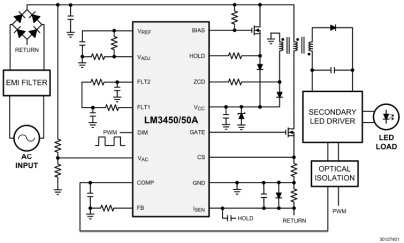 RETURN
EMI FILTER
AC
INPUT
VREF
VADJ
FLT2
FLT1
PWM
DIM
VAC
COMP
FB
LM3450/50A
BIAS
HOLD
ZCD
VCC
GATE
CS
GND
ISEN
HOLD
RETURN
SECONDARY
LED DRIVER
LED
LOAD
OPTICAL
ISOLATION
PWM
30127401